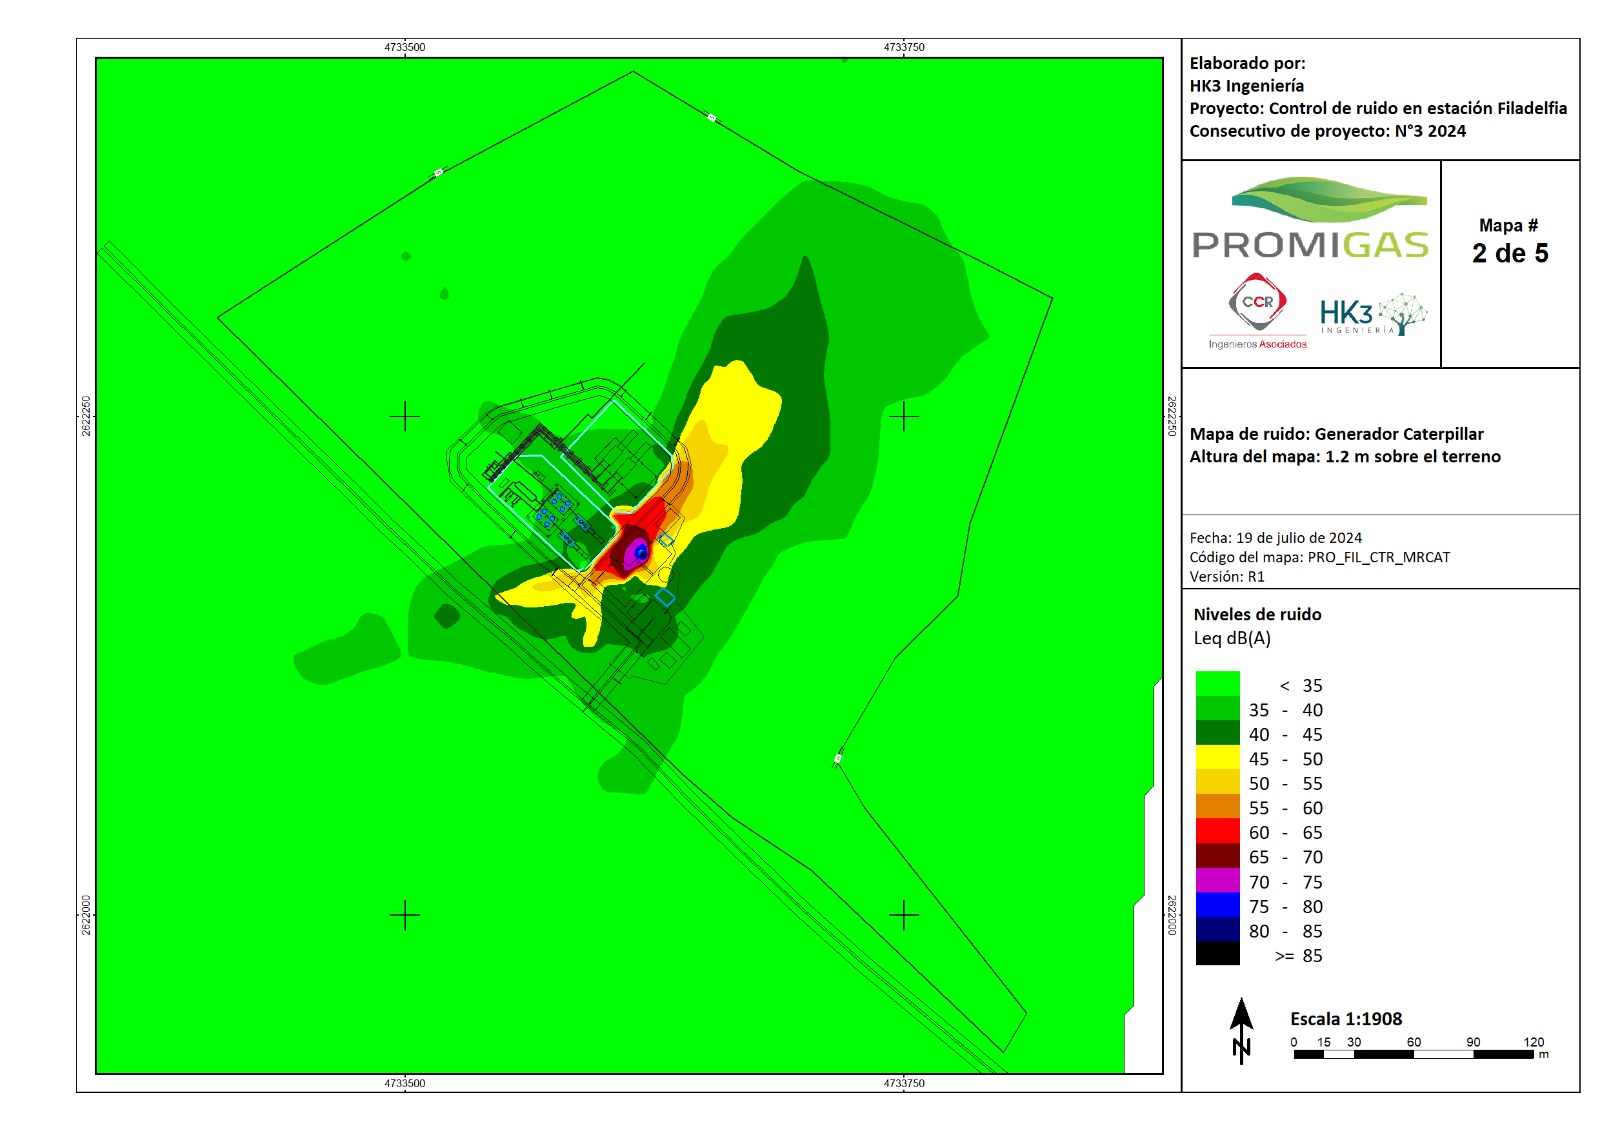 4733500
4733750
2622250
2622250
2622000
2622000
4733500
4733750
Elaborado por:
HK3 Ingeniería
Proyecto: Control de ruido en estación Filadelfia
Consecutivo de proyecto: N°3 2024
PROMIGAS
CCR
Ingenieros Asociados
HK3
INGENIERÍA
Mapa #
2 de 5
Mapa de ruido: Generador Caterpillar
Altura del mapa: 1.2 m sobre el terreno
Fecha: 19 de julio de 2024
Código del mapa: PRO_FIL_CTR_MRCAT
Versión: R1
Niveles de ruido
Leq dB(A)
< 35
35 - 40
40 - 45
45 - 50
50 - 55
55 - 60
60 - 65
65 - 70
70 - 75
75 - 80
80 - 85
>= 85
N
Escala 1:1908
0 15 30 60 90 120
m